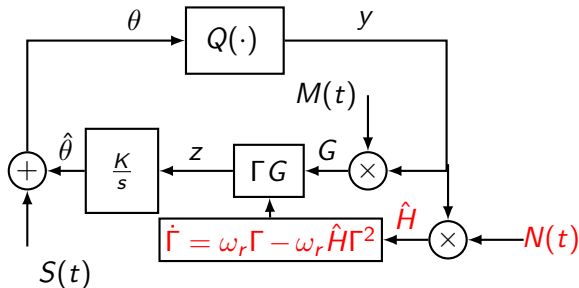 θ
Q(·)
y
M(t)
θ̂
K/s
z
ΓG
G
×
+
Γ̇ = ω_rΓ − ω_rĤΓ²
Ĥ
×
N(t)
S(t)